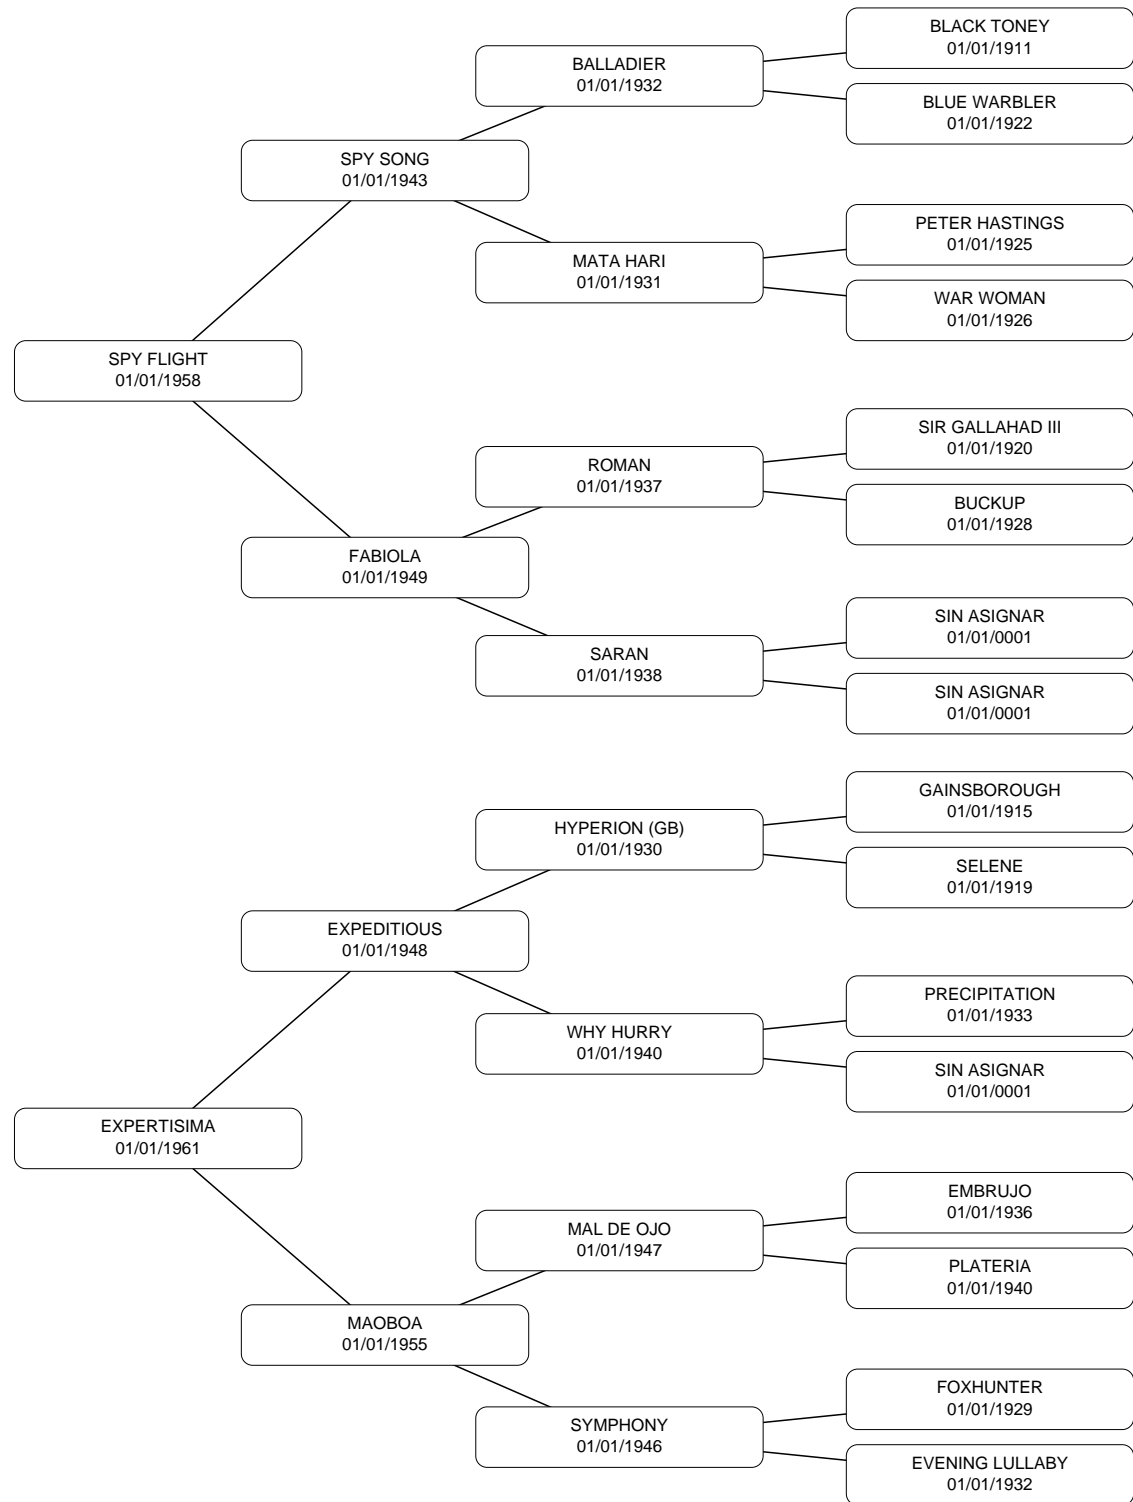 BLACK TONEY
01/01/1911
BALLADIER
01/01/1932
BLUE WARBLER
01/01/1922
SPY SONG
01/01/1943
PETER HASTINGS
01/01/1925
MATA HARI
01/01/1931
WAR WOMAN
01/01/1926
SPY FLIGHT
01/01/1958
SIR GALLAHAD III
01/01/1920
ROMAN
01/01/1937
BUCKUP
01/01/1928
FABIOLA
01/01/1949
SIN ASIGNAR
01/01/0001
SARAN
01/01/1938
SIN ASIGNAR
01/01/0001
GAINSBOROUGH
01/01/1915
HYPERION (GB)
01/01/1930
SELENE
01/01/1919
EXPEDITIOUS
01/01/1948
PRECIPITATION
01/01/1933
WHY HURRY
01/01/1940
SIN ASIGNAR
01/01/0001
EXPERTISIMA
01/01/1961
EMBRUJO
01/01/1936
MAL DE OJO
01/01/1947
PLATERIA
01/01/1940
MAOBOA
01/01/1955
FOXHUNTER
01/01/1929
SYMPHONY
01/01/1946
EVENING LULLABY
01/01/1932